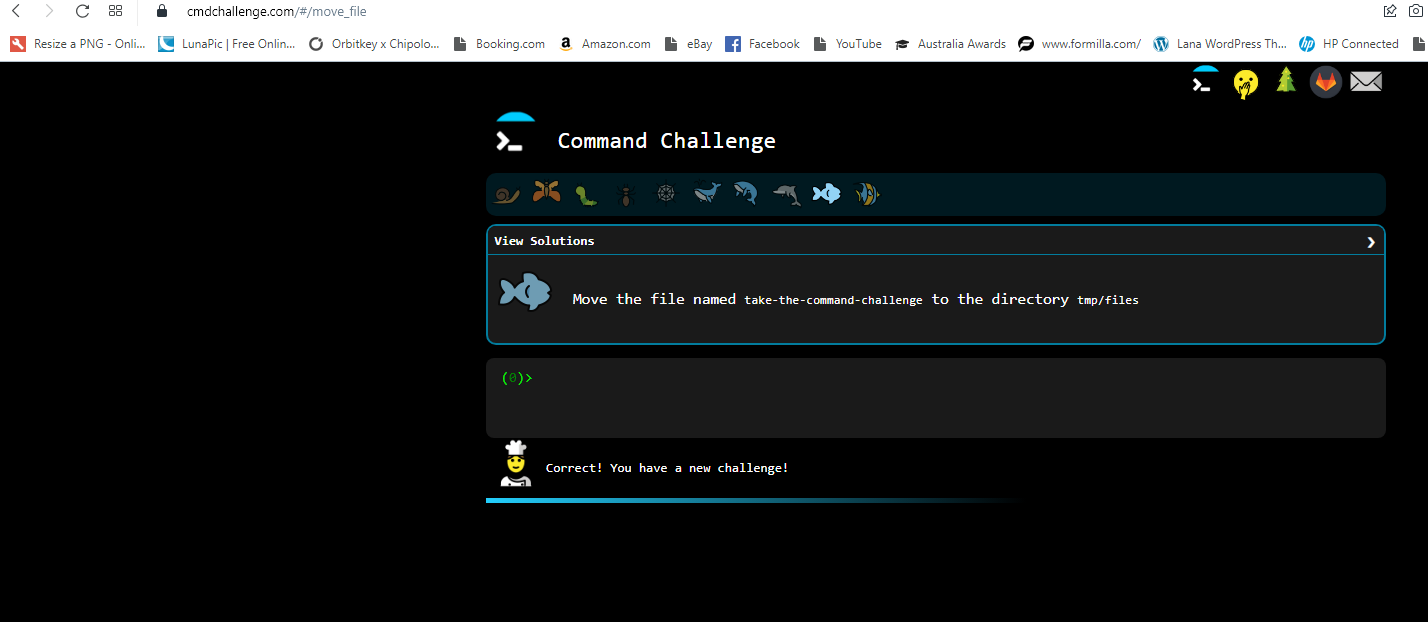 cmdchallenge.com/#/move_file
Resize a PNG - Onli... LunaPic | Free Onlin... Orbitkey x Chipolo... Booking.com Amazon.com eBay Facebook YouTube Australia Awards www.formilla.com/ Lana WordPress Th... HP Connected
Command Challenge
View Solutions
Move the file named take-the-command-challenge to the directory tmp/files
(0)>
Correct! You have a new challenge!